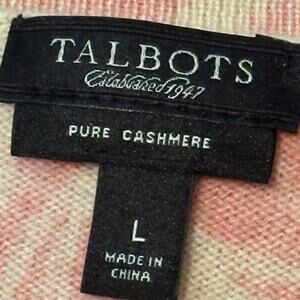 TALBOTS
Established 1947
PURE CASHMERE
L
MADE IN
CHINA